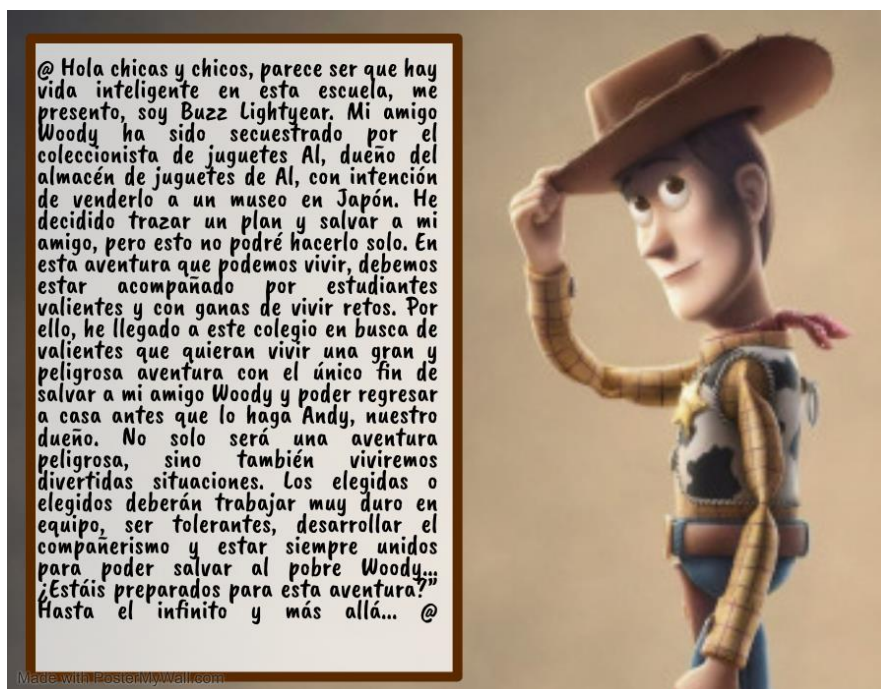 @ Hola chicas y chicos, parece ser que hay
vida inteligente en esta escuela, me
presento, soy Buzz Lightyear. Mi amigo
Woody ha sido secuestrado por el
coleccionista de juguetes Al, dueño del
almacén de juguetes de Al, con intención
de venderlo a un museo en Japón. He
decidido trazar un plan y salvar a mi
amigo, pero esto no podré hacerlo solo. En
esta aventura que podemos vivir, debemos
estar acompañado por estudiantes
valientes y con ganas de vivir retos. Por
ello, he llegado a este colegio en busca de
valientes que quieran vivir una gran y
peligrosa aventura con el único fin de
salvar a mi amigo Woody y poder regresar
a casa antes que lo haga Andy, nuestro
dueño. No solo será una aventura
peligrosa, sino también viviremos
divertidas situaciones. Los elegidas o
elegidos deberán trabajar muy duro en
equipo, ser tolerantes, desarrollar el
compañerismo y estar siempre unidos
para poder salvar al pobre Woody...
¿Estáis preparados para esta aventura?"
Hasta el infinito y más allá... @
Made with PosterMyWall.com